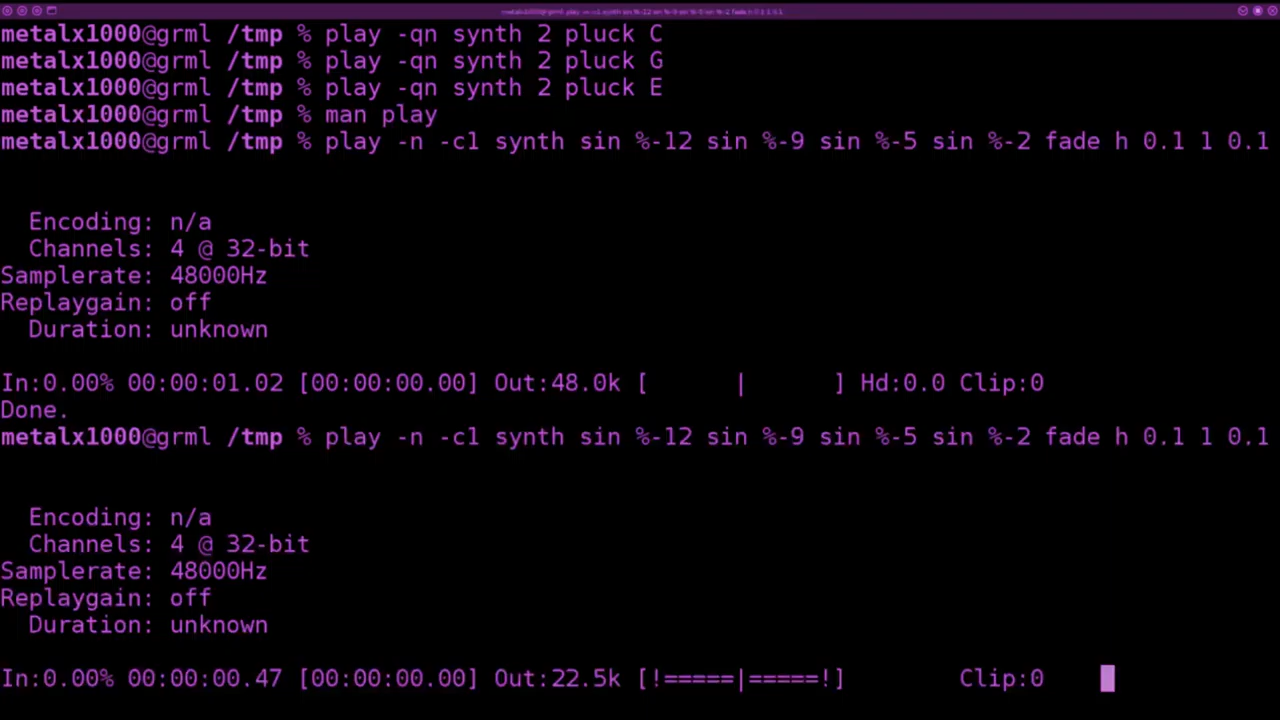 metalx1000@grml /tmp % play -qn synth 2 pluck C
metalx1000@grml /tmp % play -qn synth 2 pluck G
metalx1000@grml /tmp % play -qn synth 2 pluck E
metalx1000@grml /tmp % man play
metalx1000@grml /tmp % play -n -c1 synth sin %-12 sin %-9 sin %-5 sin %-2 fade h 0.1 1 0.1
Encoding: n/a
Channels: 4 @ 32-bit
Samplerate: 48000Hz
Replaygain: off
Duration: unknown
In:0.00% 00:00:01.02 [00:00:00.00] Out:48.0k [      |      ] Hd:0.0 Clip:0
Done.
metalx1000@grml /tmp % play -n -c1 synth sin %-12 sin %-9 sin %-5 sin %-2 fade h 0.1 1 0.1
Encoding: n/a
Channels: 4 @ 32-bit
Samplerate: 48000Hz
Replaygain: off
Duration: unknown
In:0.00% 00:00:00.47 [00:00:00.00] Out:22.5k [!=====|=====!]        Clip:0